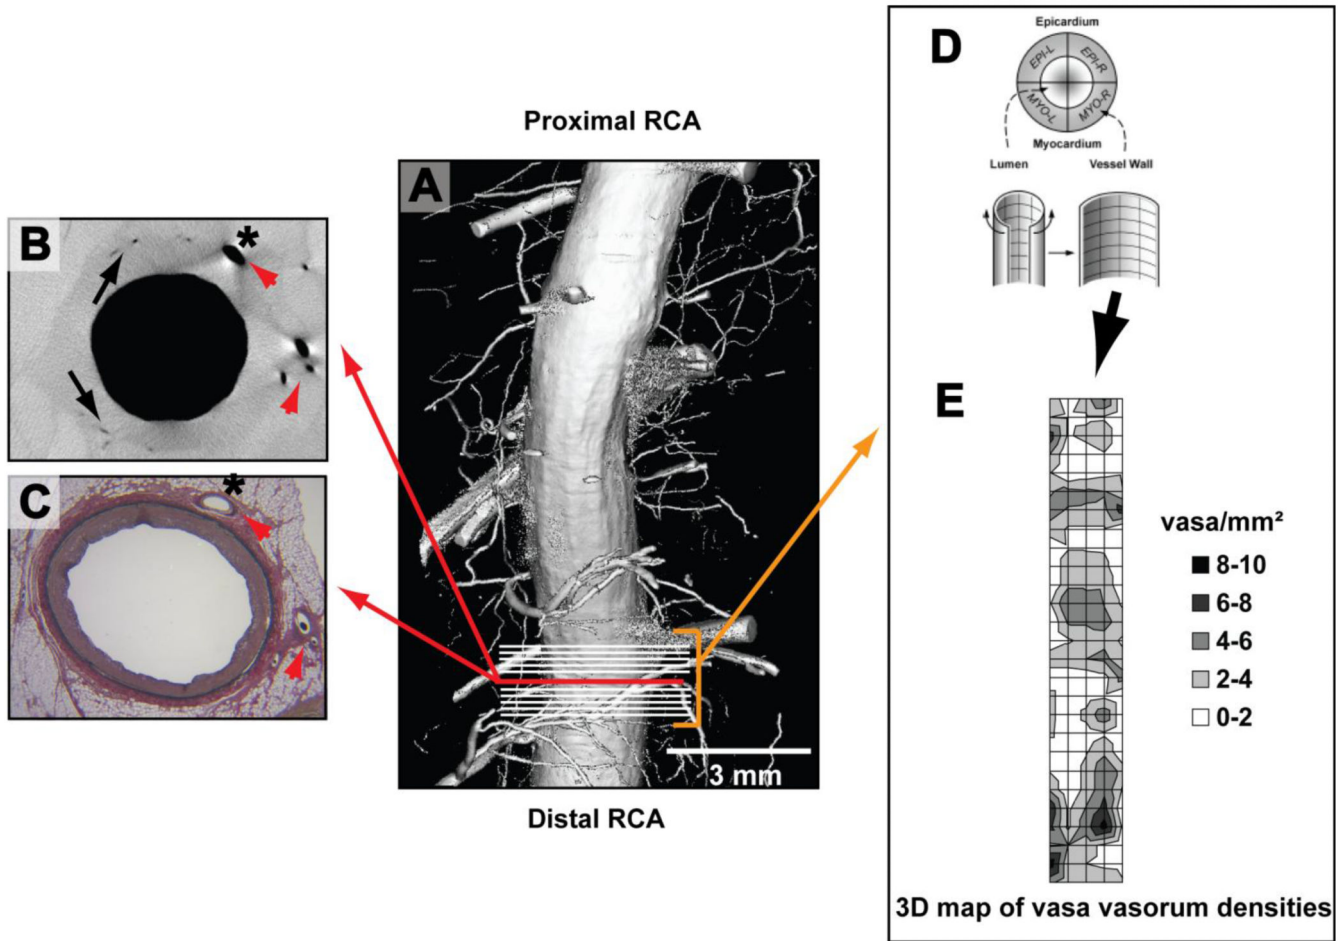 Proximal RCA
A
3 mm
Distal RCA
B
*
C
*
D
Epicardium
EPI-L
EPI-R
MYO-L
MYO-R
Myocardium
Lumen
Vessel Wall
E
vasa/mm²
8-10
6-8
4-6
2-4
0-2
3D map of vasa vasorum densities